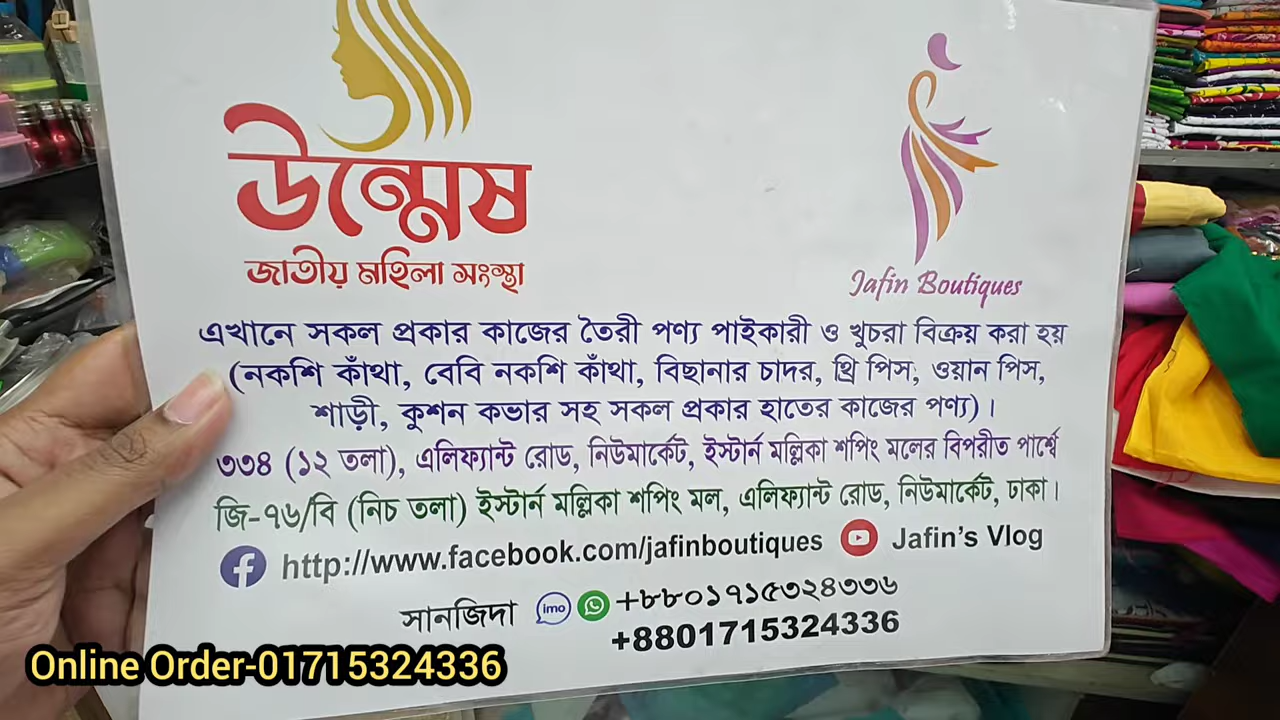 উন্মেষ
জাতীয় মহিলা সংস্থা
Jafin Boutiques
এখানে সকল প্রকার কাজের তৈরী পণ্য পাইকারী ও খুচরা বিক্রয় করা হয়
(নকশি কাঁথা, বেবি নকশি কাঁথা, বিছানার চাদর, থ্রি পিস, ওয়ান পিস,
শাড়ী, কুশন কভার সহ সকল প্রকার হাতের কাজের পণ্য)।
৩৩৪ (১২ তলা), এলিফ্যান্ট রোড, নিউমার্কেট, ইস্টার্ন মল্লিকা শপিং মলের বিপরীত পার্শ্বে
জি-৭৬/বি (নিচ তলা) ইস্টার্ন মল্লিকা শপিং মল, এলিফ্যান্ট রোড, নিউমার্কেট, ঢাকা।
http://www.facebook.com/jafinboutiques Jafin's Vlog
সানজিদা imo +৮৮০১৭১৫৩২৪৩৩৬
+8801715324336
Online Order-01715324336